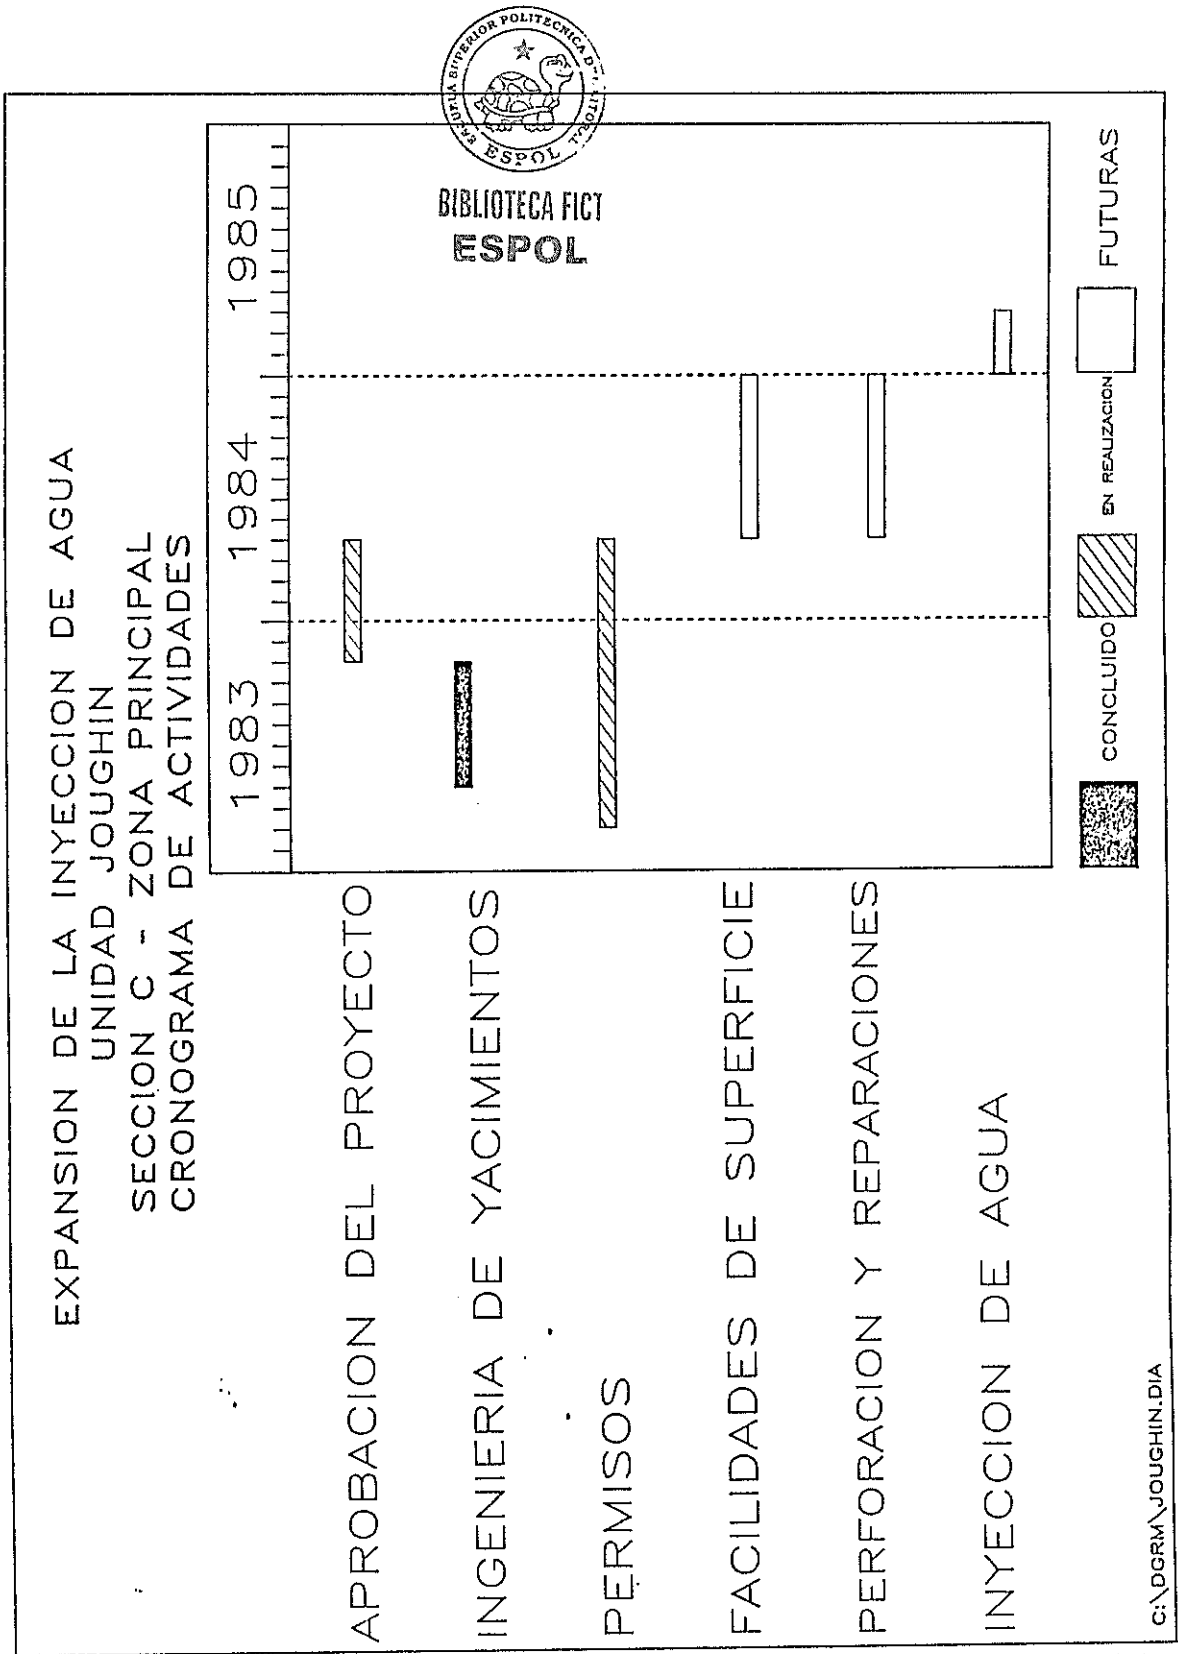 EXPANSION DE LA INYECCION DE AGUA
UNIDAD JOUGHIN
SECCION C - ZONA PRINCIPAL
CRONOGRAMA DE ACTIVIDADES
1983 1984 1985
APROBACION DEL PROYECTO
INGENIERIA DE YACIMIENTOS
PERMISOS
FACILIDADES DE SUPERFICIE
PERFORACION Y REPARACIONES
INYECCION DE AGUA
CONCLUIDO EN REALIZACION FUTURAS
C:\DGRM\JOUGHIN.DIA
SUPERIOR POLITECNICA
ESPOL
BIBLIOTECA FICT
ESPOL